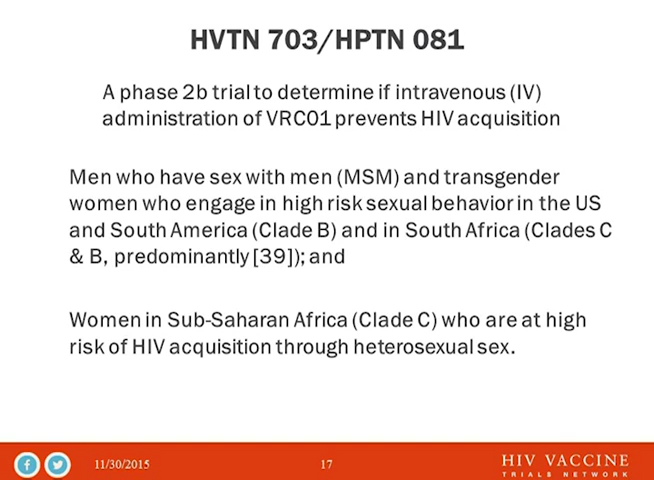 HVTN 703/HPTN 081
A phase 2b trial to determine if intravenous (IV)
administration of VRC01 prevents HIV acquisition
Men who have sex with men (MSM) and transgender
women who engage in high risk sexual behavior in the US
and South America (Clade B) and in South Africa (Clades C
& B, predominantly [39]); and
Women in Sub-Saharan Africa (Clade C) who are at high
risk of HIV acquisition through heterosexual sex.
11/30/2015
17
HIV VACCINE
TRIALS NETWORK